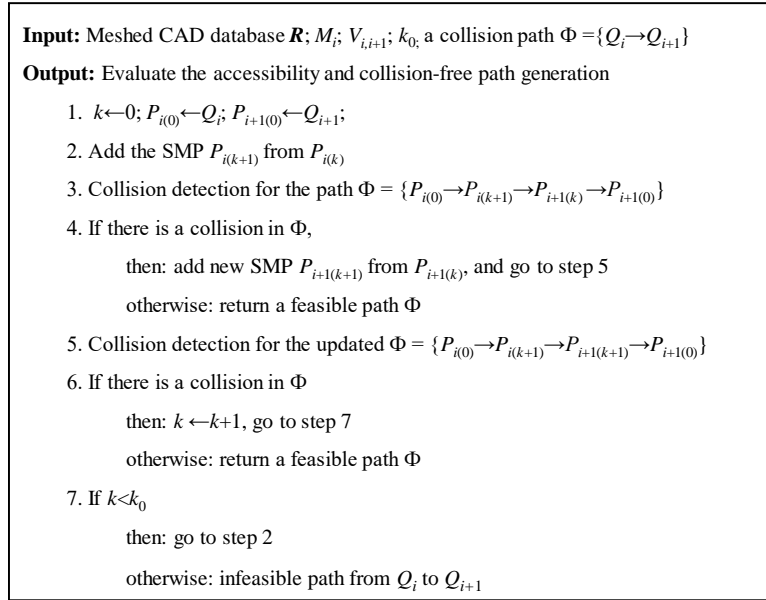 Input: Meshed CAD database R; Mᵢ; Vᵢ,ᵢ₊₁; k₀; a collision path Φ ={Qᵢ→Qᵢ₊₁}
Output: Evaluate the accessibility and collision-free path generation
1. k←0; Pᵢ₍₀₎←Qᵢ; Pᵢ₊₁₍₀₎←Qᵢ₊₁;
2. Add the SMP Pᵢ₍ₖ₊₁₎ from Pᵢ₍ₖ₎
3. Collision detection for the path Φ = {Pᵢ₍₀₎→Pᵢ₍ₖ₊₁₎→Pᵢ₊₁₍ₖ₎→Pᵢ₊₁₍₀₎}
4. If there is a collision in Φ,
then: add new SMP Pᵢ₊₁₍ₖ₊₁₎ from Pᵢ₊₁₍ₖ₎, and go to step 5
otherwise: return a feasible path Φ
5. Collision detection for the updated Φ = {Pᵢ₍₀₎→Pᵢ₍ₖ₊₁₎→Pᵢ₊₁₍ₖ₊₁₎→Pᵢ₊₁₍₀₎}
6. If there is a collision in Φ
then: k ←k+1, go to step 7
otherwise: return a feasible path Φ
7. If k<k₀
then: go to step 2
otherwise: infeasible path from Qᵢ to Qᵢ₊₁